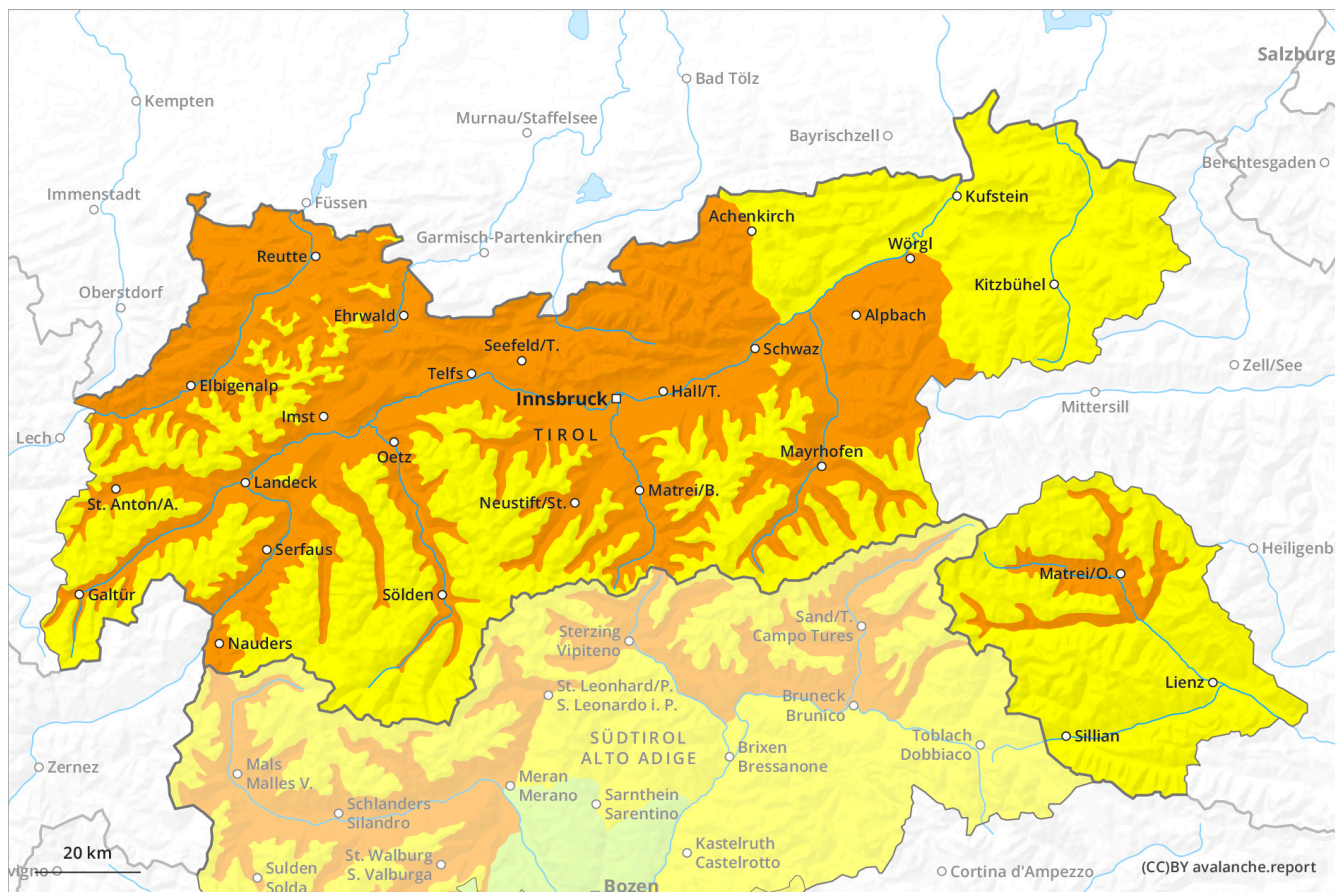 Salzburg
Bad Tölz
Kempten
Murnau/Staffelsee
Bayrischzell
Berchtesgaden
Immenstadt
Füssen
Kufstein
Achenkirch
Garmisch-Partenkirchen
Reutte
Wörgl
Kitzbühel
Oberstdorf
Ehrwald
Alpbach
Seefeld/T.
Schwaz
Zell/See
Telfs
Elbigenalp
Innsbruck
Hall/T.
Mittersill
Imst
TIROL
Lech
Oetz
Mayrhofen
Landeck
Matrei/B.
St. Anton/A.
Neustift/St.
Serfaus
Heiligenb
Matrei/O.
Galtür
Sölden
Sand/T.
Campo Tures
Sterzing
Vipiteno
Nauders
Lienz
St. Leonhard/P.
S. Leonardo i. P.
Bruneck
Brunico
Sillian
SÜDTIROL
ALTO ADIGE
Toblach
Dobbiaco
Brixen
Bressanone
Zernez
Mals
Malles V.
Meran
Merano
Sarnthein
Sarentino
Schlanders
Silandro
Kastelruth
Castelrotto
20 km
St. Walburg
S. Valburga
vigno
Sulden
Solda
Cortina d'Ampezzo
(CC)BY avalanche.report
Bozen